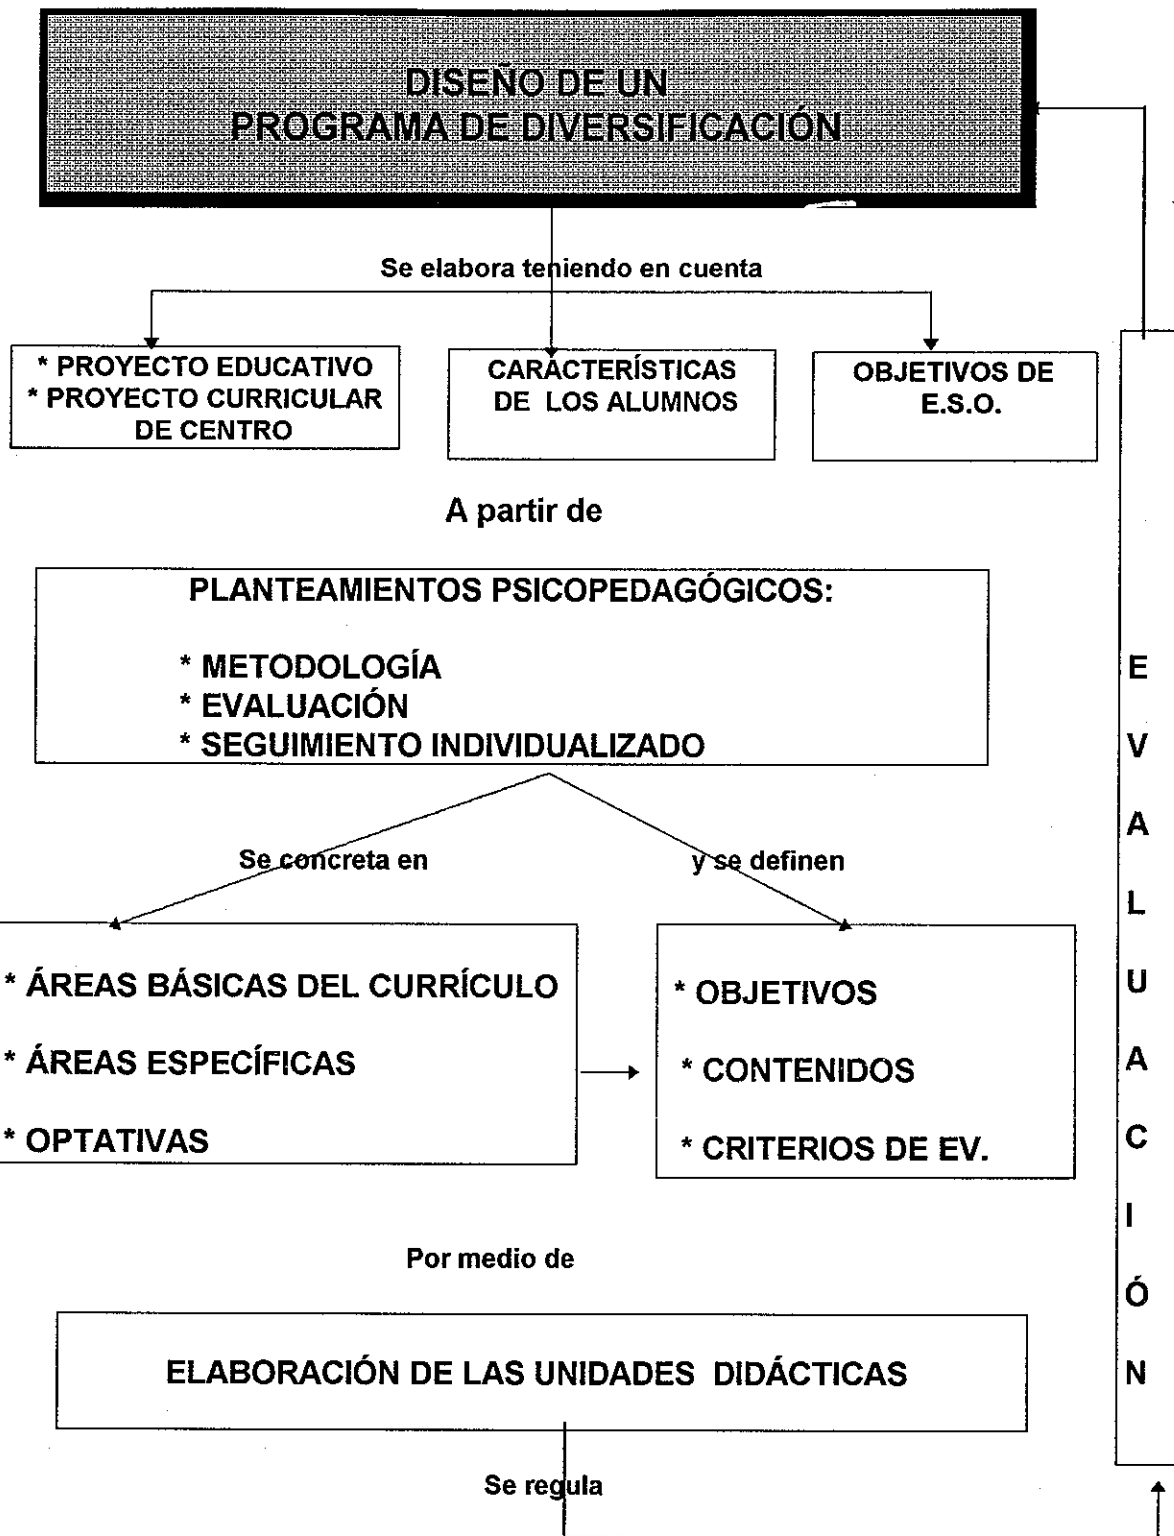 DISEÑO DE UN
PROGRAMA DE DIVERSIFICACIÓN
Se elabora teniendo en cuenta
* PROYECTO EDUCATIVO
* PROYECTO CURRICULAR
DE CENTRO
CARACTERÍSTICAS
DE LOS ALUMNOS
OBJETIVOS DE
E.S.O.
A partir de
PLANTEAMIENTOS PSICOPEDAGÓGICOS:
* METODOLOGÍA
* EVALUACIÓN
* SEGUIMIENTO INDIVIDUALIZADO
Se concreta en
y se definen
* ÁREAS BÁSICAS DEL CURRÍCULO
* ÁREAS ESPECÍFICAS
* OPTATIVAS
* OBJETIVOS
* CONTENIDOS
* CRITERIOS DE EV.
Por medio de
ELABORACIÓN DE LAS UNIDADES DIDÁCTICAS
Se regula
E
V
A
L
U
A
C
I
Ó
N